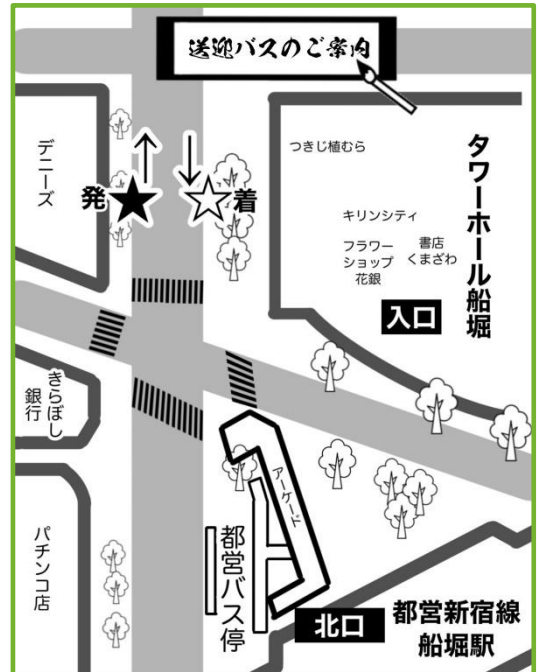 送迎バスのご案内
デニーズ
発
着
つきじ植むら
キリンシティ
フラワー
ショップ
花銀
書店
くまざわ
入口
タワーホール船堀
きらぼし
銀行
パチンコ店
アーケード
都営バス停
北口
都営新宿線
船堀駅